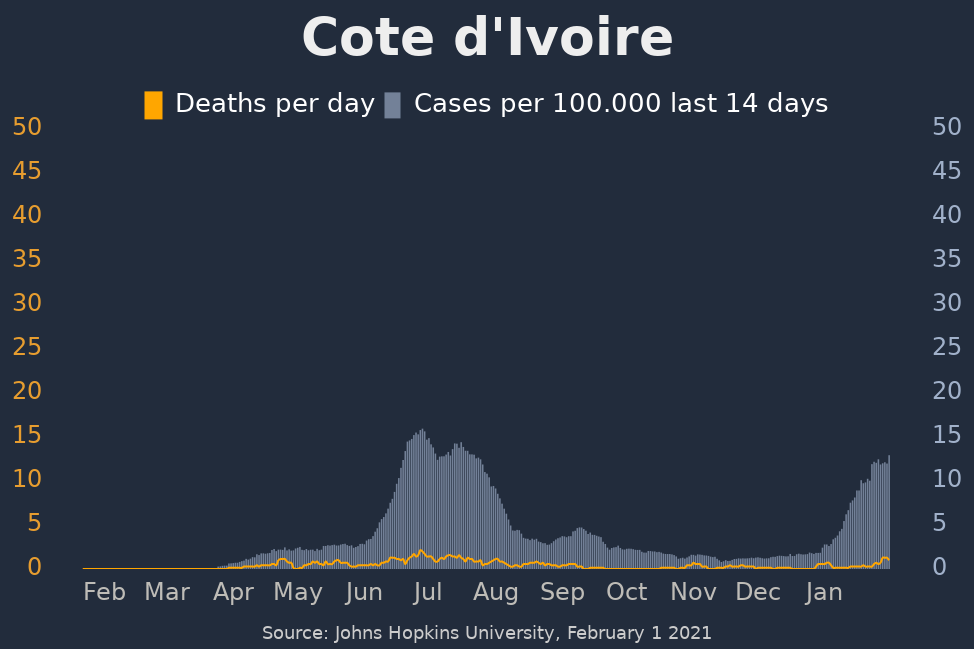 Cote d'Ivoire
Deaths per day Cases per 100.000 last 14 days
50 50
45 45
40 40
35 35
30 30
25 25
20 20
15 15
10 10
5 5
0 0
Feb Mar Apr May Jun Jul Aug Sep Oct Nov Dec Jan
Source: Johns Hopkins University, February 1 2021